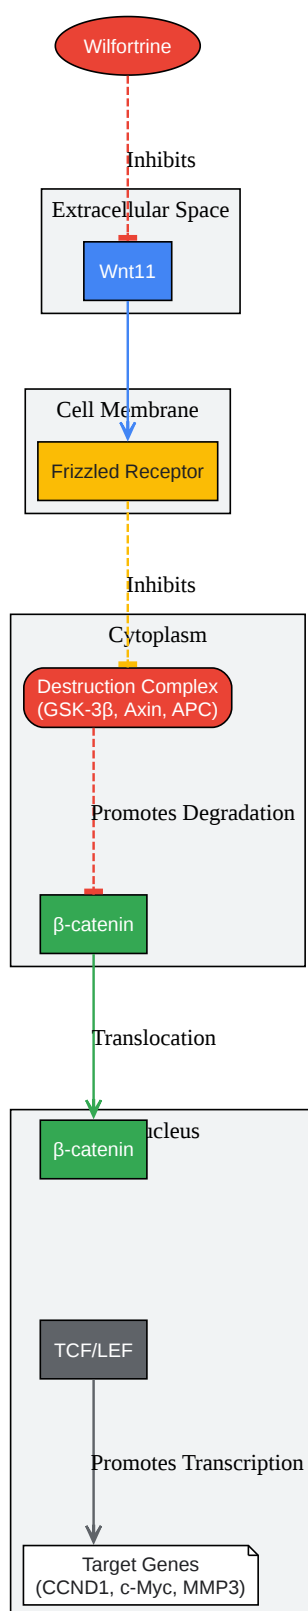 Wilfortrine
Inhibits
Extracellular Space
Wnt11
Cell Membrane
Frizzled Receptor
Inhibits
Cytoplasm
Destruction Complex
(GSK-3β, Axin, APC)
Promotes Degradation
β-catenin
Translocation
ucleus
β-catenin
TCF/LEF
Promotes Transcription
Target Genes
(CCND1, c-Myc, MMP3)